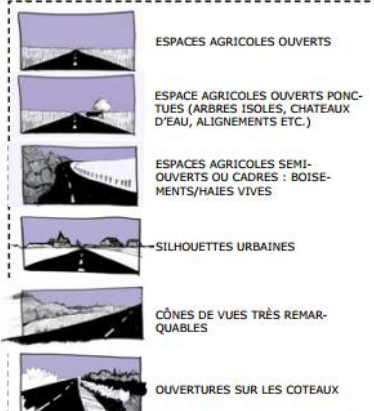 ESPACES AGRICOLES OUVERTS
ESPACE AGRICOLES OUVERTS PONC-
TUES (ARBRES ISOLES, CHATEAUX
D'EAU, ALIGNEMENTS ETC.)
ESPACES AGRICOLES SEMI-
OUVERTS OU CADRES : BOISE-
MENTS/HAIES VIVES
SILHOUETTES URBAINES
CÔNES DE VUES TRÈS REMAR-
QUABLES
OUVERTURES SUR LES COTEAUX